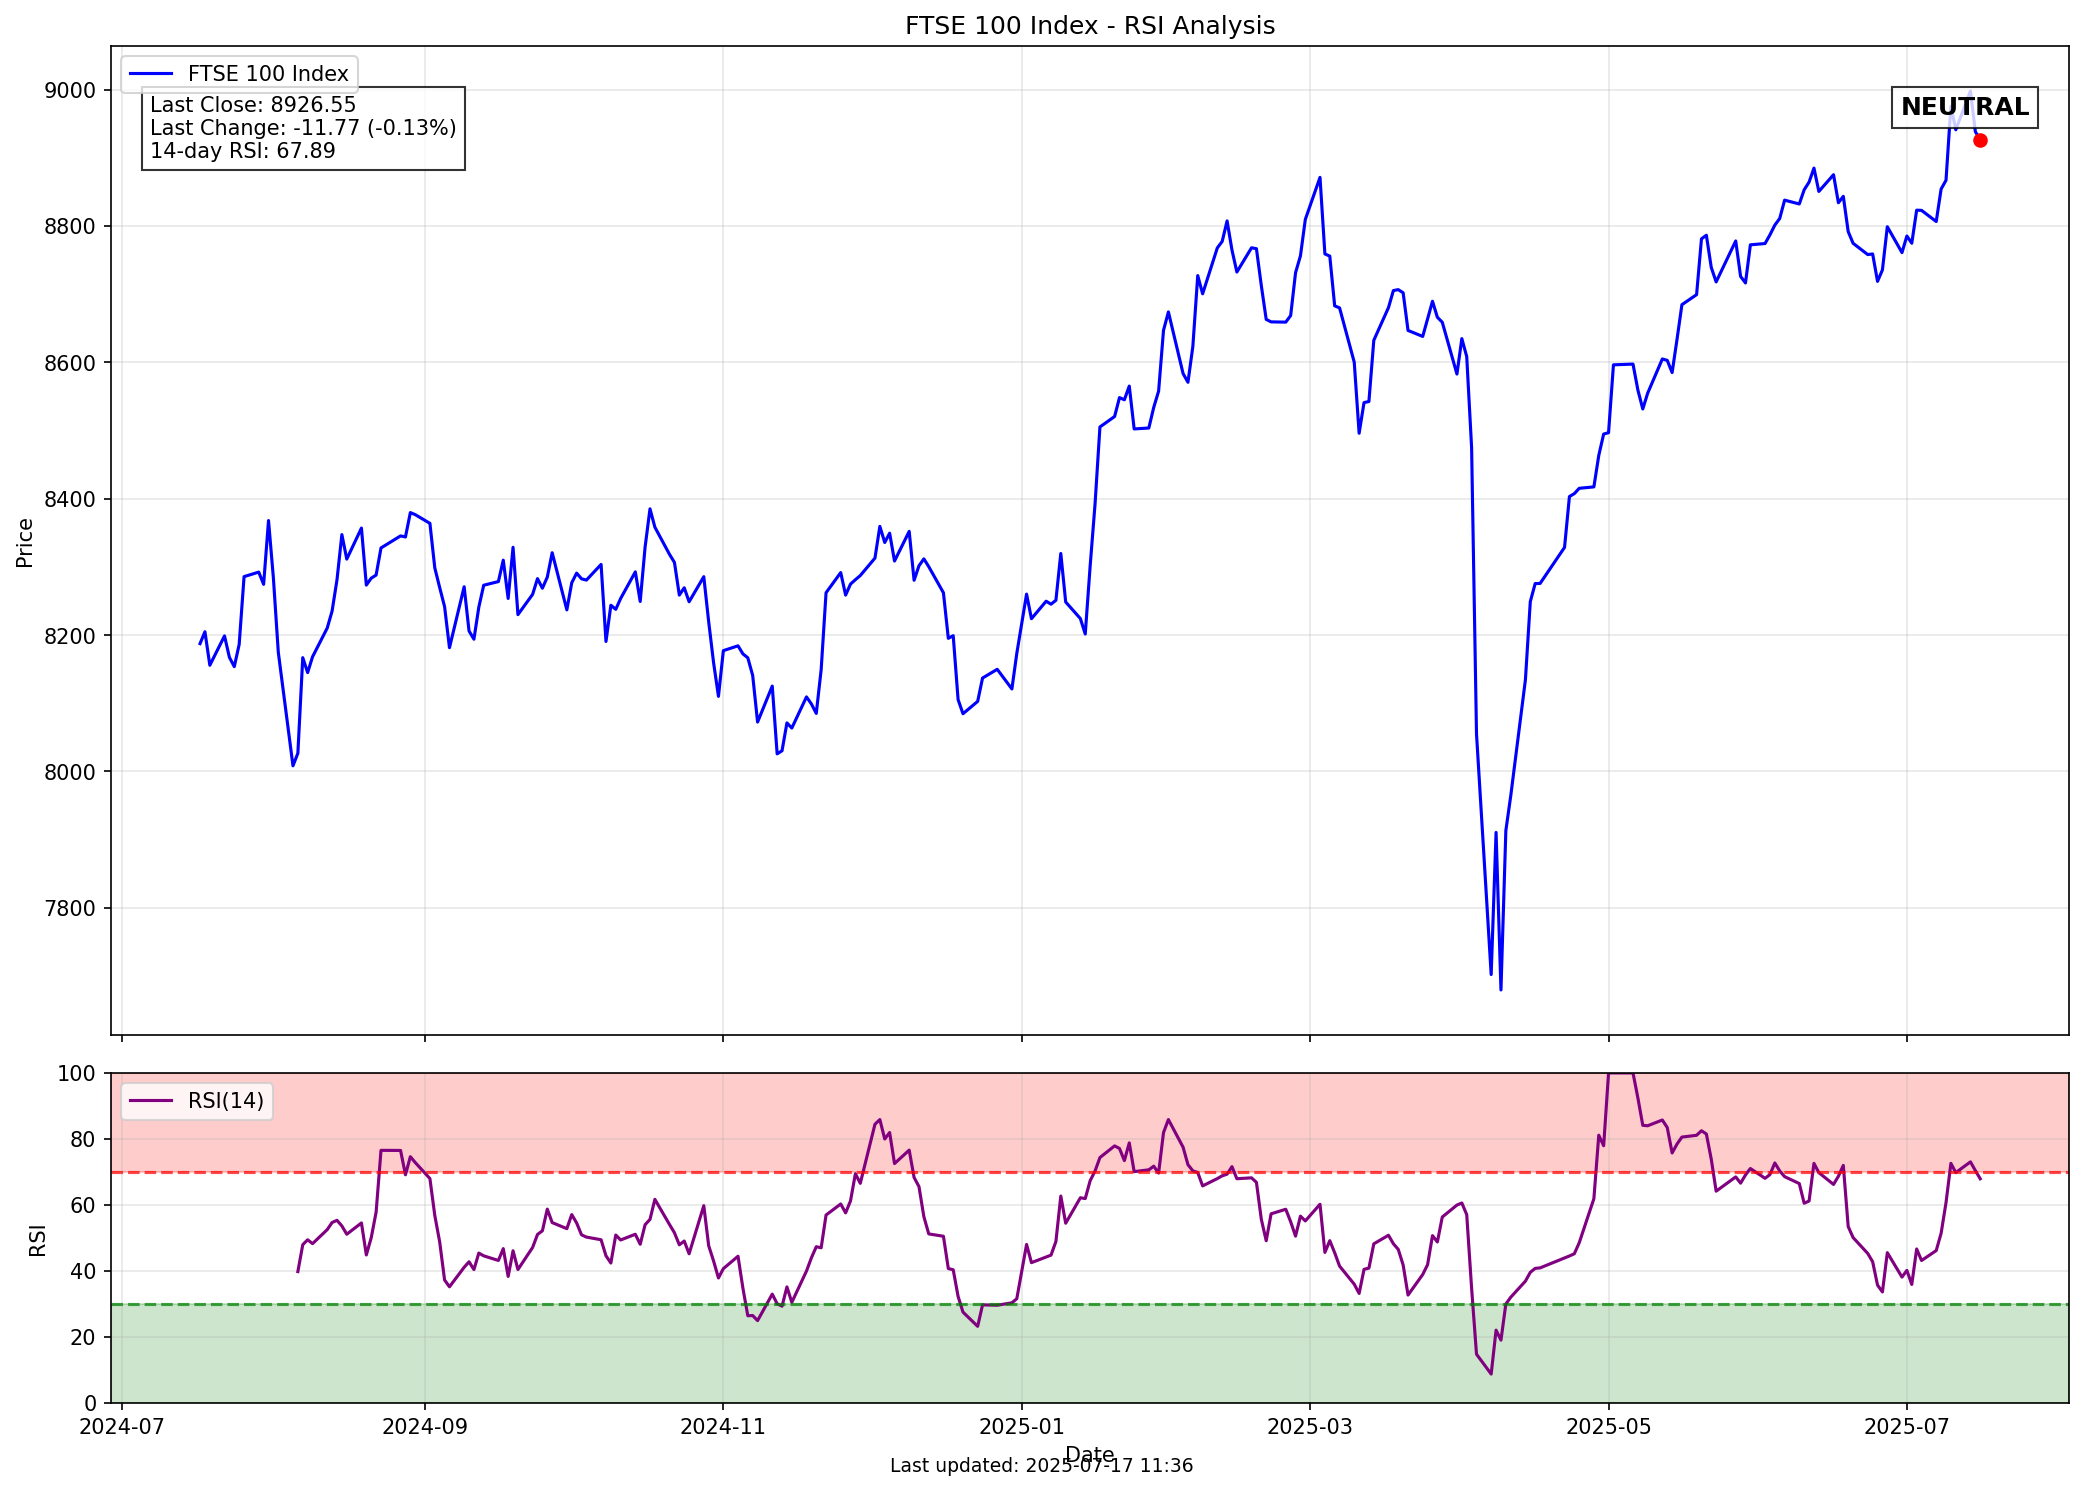 FTSE 100 Index - RSI Analysis
FTSE 100 Index
Last Close: 8926.55
Last Change: -11.77 (-0.13%)
14-day RSI: 67.89
NEUTRAL
9000
8800
8600
8400
8200
8000
7800
Price
RSI(14)
100
80
60
40
20
0
RSI
2024-07
2024-09
2024-11
2025-01
2025-03
2025-05
2025-07
Date
Last updated: 2025-07-17 11:36